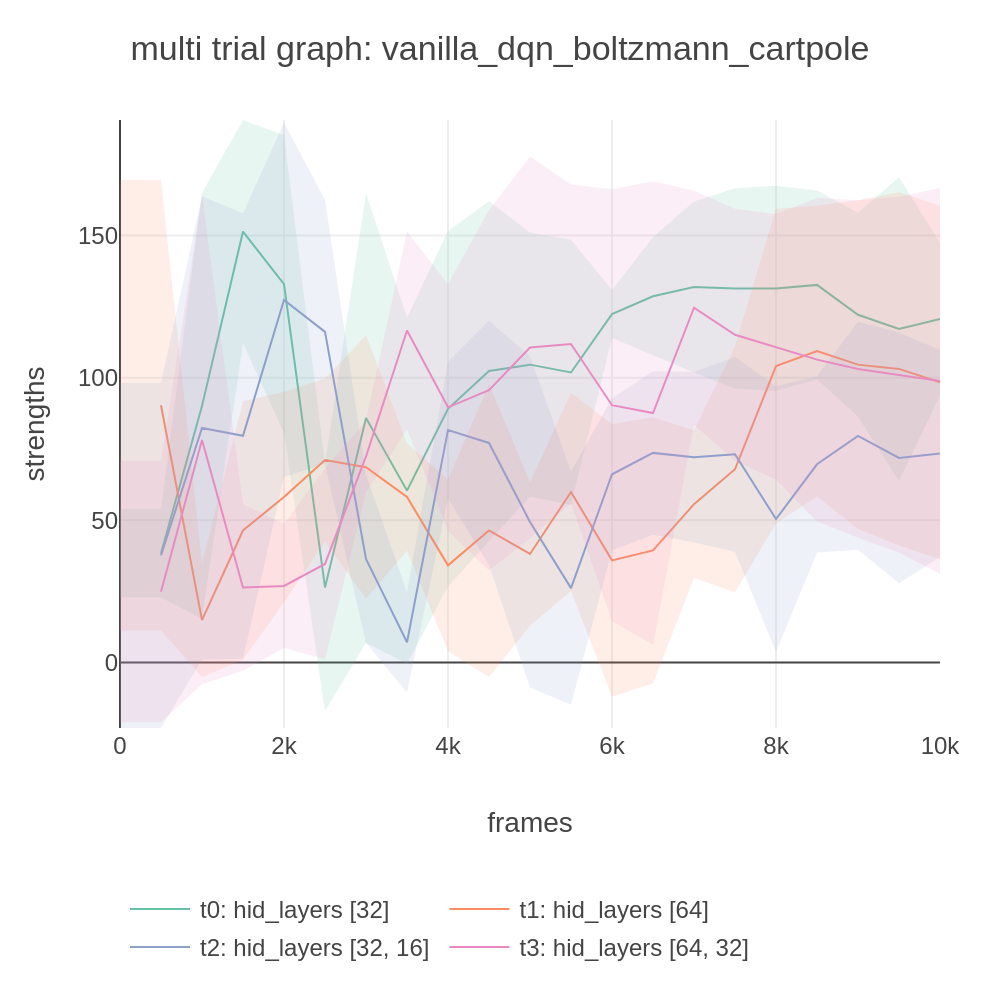 multi trial graph: vanilla_dqn_boltzmann_cartpole
strengths
150
100
50
0
0 2k 4k 6k 8k 10k
frames
t0: hid_layers [32] t1: hid_layers [64]
t2: hid_layers [32, 16] t3: hid_layers [64, 32]